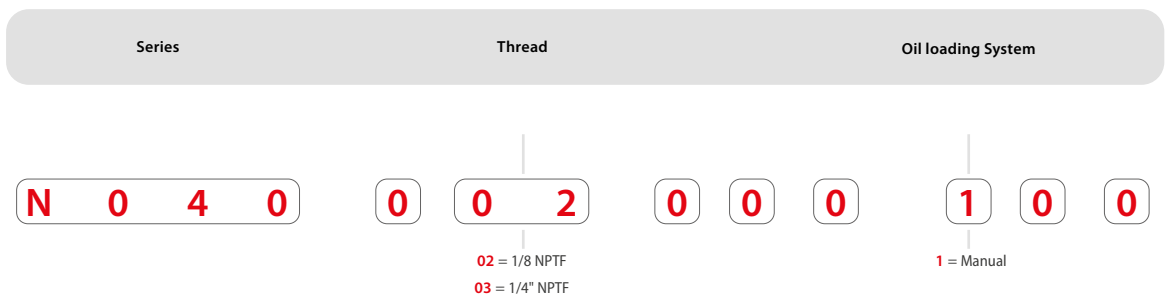 Series Thread Oil loading System
N 0 4 0 0 0 2 0 0 0 1 0 0
02 = 1/8 NPTF 1 = Manual
03 = 1/4" NPTF